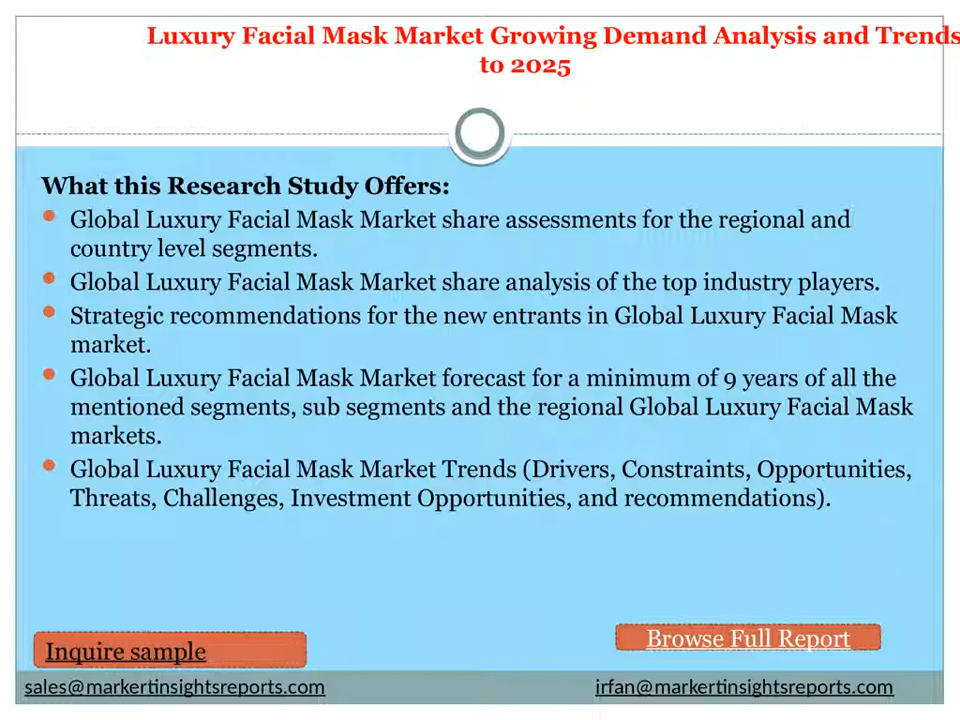 Luxury Facial Mask Market Growing Demand Analysis and Trends
to 2025
What this Research Study Offers:
Global Luxury Facial Mask Market share assessments for the regional and
country level segments.
Global Luxury Facial Mask Market share analysis of the top industry players.
Strategic recommendations for the new entrants in Global Luxury Facial Mask
market.
Global Luxury Facial Mask Market forecast for a minimum of 9 years of all the
mentioned segments, sub segments and the regional Global Luxury Facial Mask
markets.
Global Luxury Facial Mask Market Trends (Drivers, Constraints, Opportunities,
Threats, Challenges, Investment Opportunities, and recommendations).
Inquire sample
Browse Full Report
sales@markertinsightsreports.com
irfan@markertinsightsreports.com